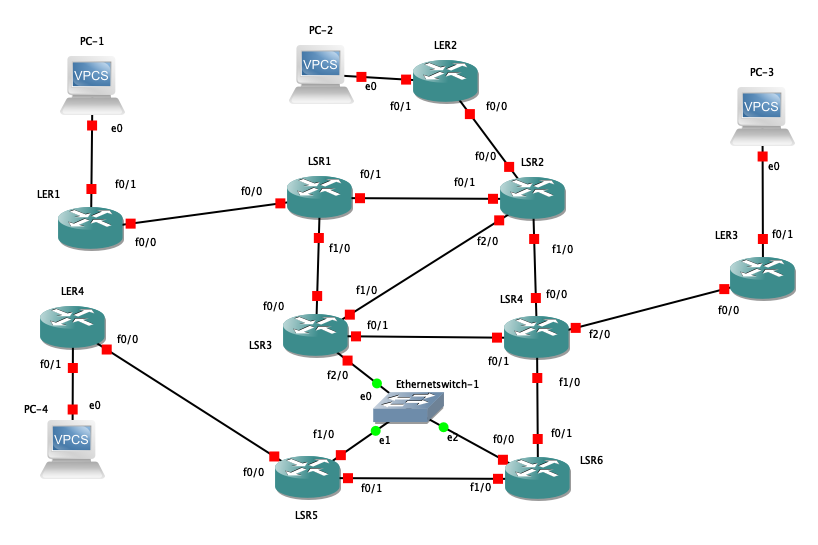 PC-1
VPCS
e0
f0/1
LER1
f0/0
PC-2
VPCS
e0
LER2
f0/1
f0/0
PC-3
VPCS
e0
f0/1
LER3
f0/0
LSR1
f0/0
f0/1
f1/0
LSR2
f0/0
f0/1
f2/0
f1/0
LSR3
f0/0
f1/0
f0/1
f2/0
LSR4
f0/0
f0/1
f2/0
f1/0
LER4
f0/0
f0/1
PC-4
e0
VPCS
Ethernetswitch-1
e0
e1
e2
f1/0
f0/0
f0/1
LSR5
f0/0
f0/1
f1/0
LSR6